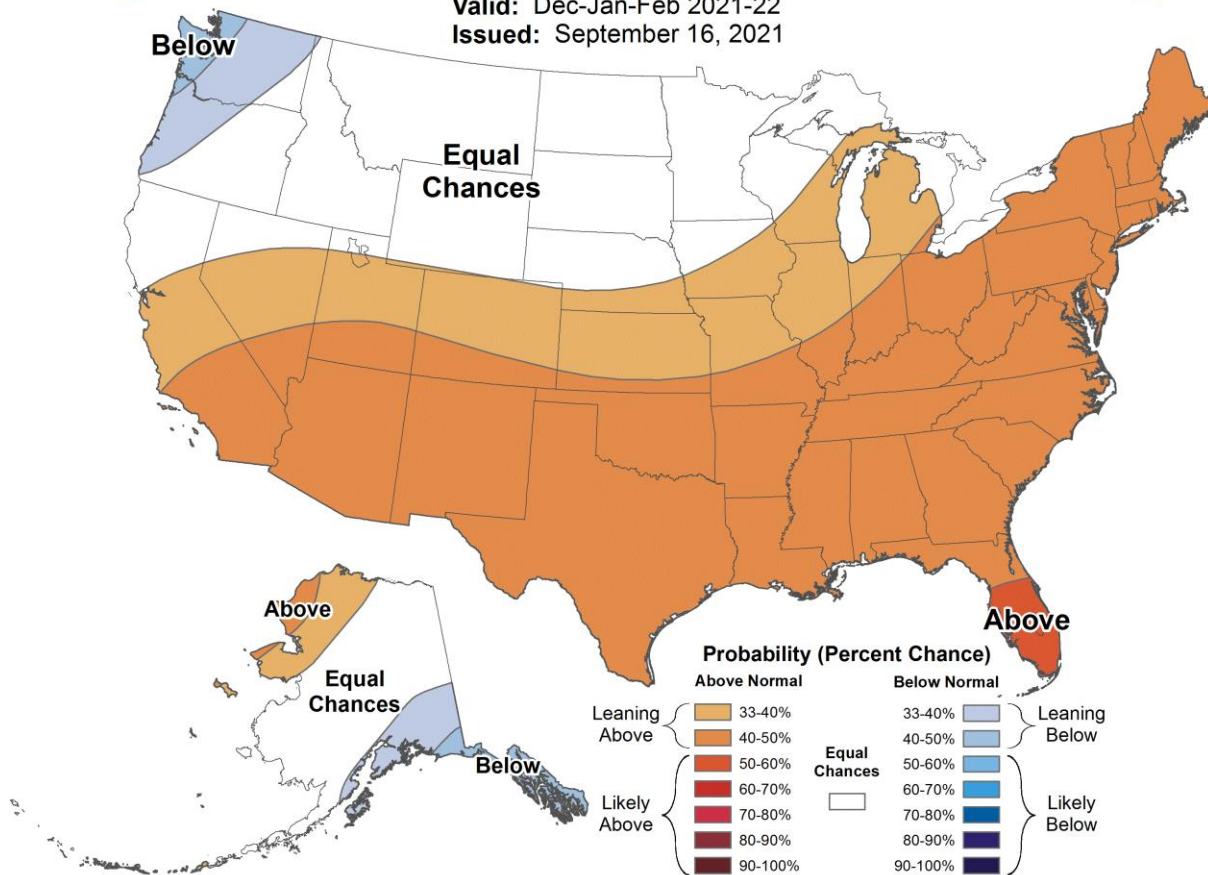 Valid: Dec-Jan-Feb 2021-22
Issued: September 16, 2021
Below
Equal
Chances
Above
Equal
Chances
Below
Above
Probability (Percent Chance)
Above Normal
Below Normal
Leaning
Above
33-40%
40-50%
Likely
Above
50-60%
60-70%
70-80%
80-90%
90-100%
Equal
Chances
33-40%
40-50%
Leaning
Below
50-60%
60-70%
70-80%
80-90%
90-100%
Likely
Below